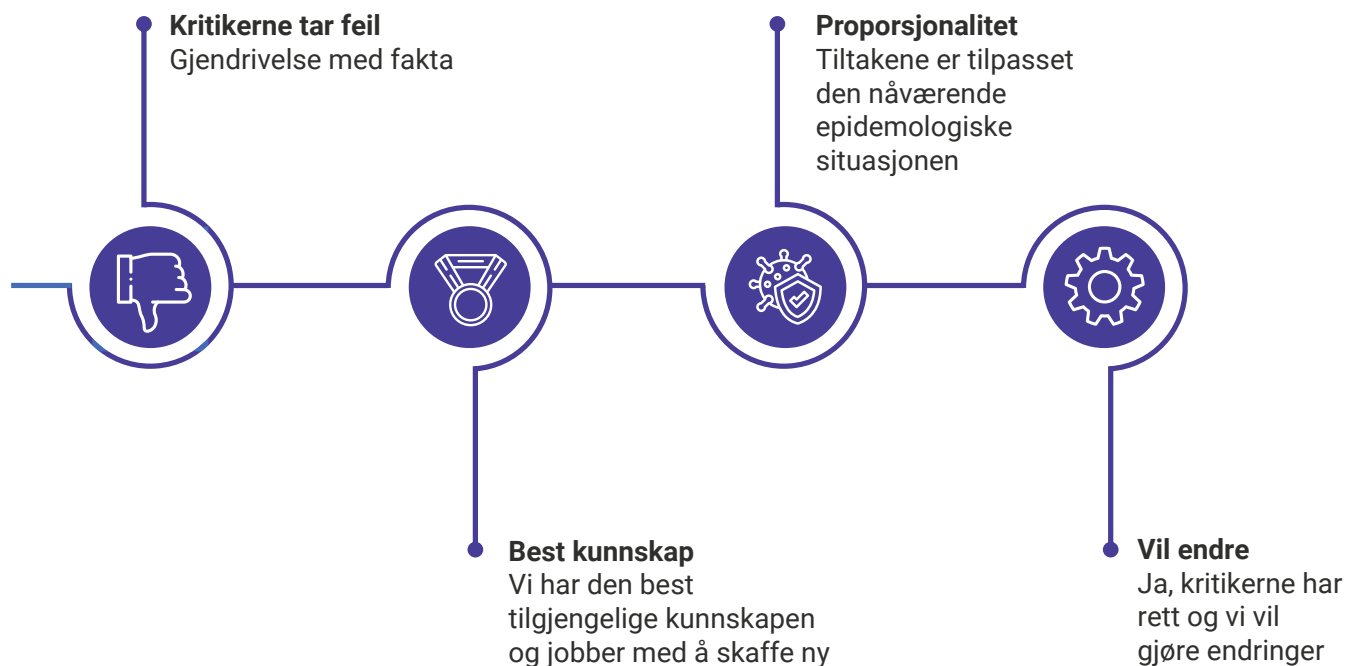 Kritikerne tar feil
Gjendrivelse med fakta
Proporsjonalitet
Tiltakene er tilpasset
den nåværende
epidemologiske
situasjonen
Best kunnskap
Vi har den best
tilgjengelige kunnskapen
og jobber med å skaffe ny
Vil endre
Ja, kritikerne har
rett og vi vil
gjøre endringer